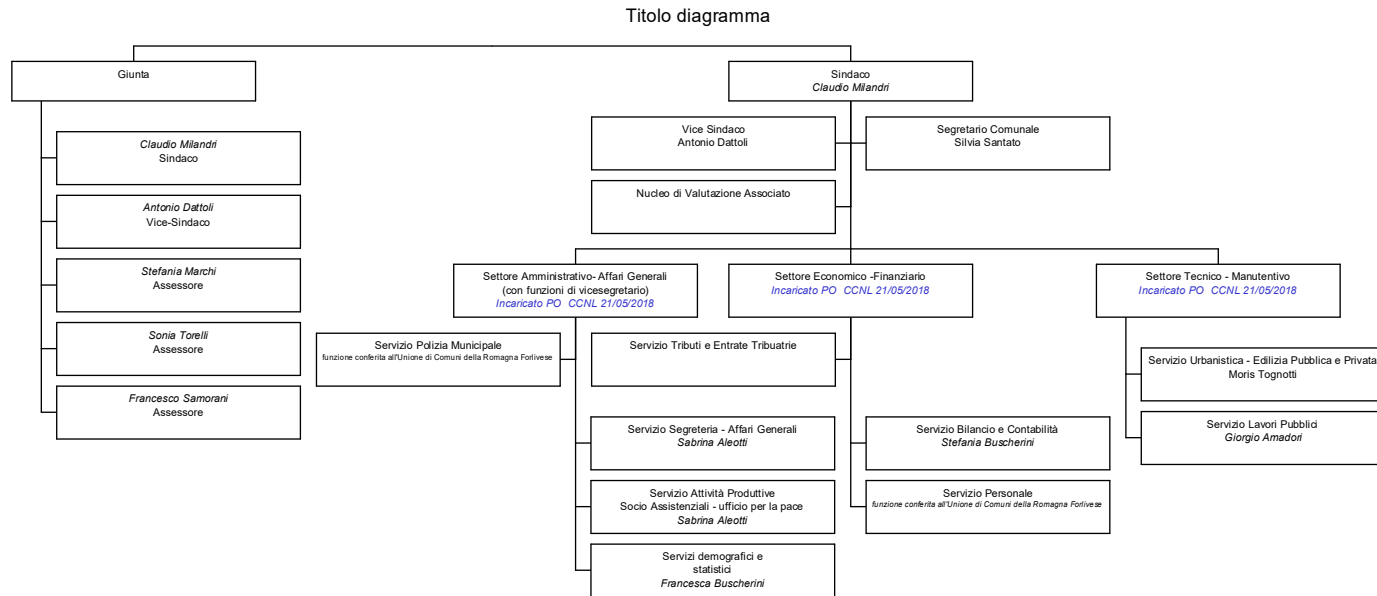 Titolo diagramma
Giunta
Claudio Milandri
Sindaco
Antonio Dattoli
Vice-Sindaco
Stefania Marchi
Assessore
Sonia Torelli
Assessore
Francesco Samorani
Assessore
Sindaco
Claudio Milandri
Vice Sindaco
Antonio Dattoli
Segretario Comunale
Silvia Santato
Nucleo di Valutazione Associato
Settore Amministrativo- Affari Generali
(con funzioni di vicesegretario)
Incaricato PO  CCNL 21/05/2018
Servizio Polizia Municipale
funzione conferita all'Unione di Comuni della Romagna Forlivese
Servizio Segreteria - Affari Generali
Sabrina Aleotti
Servizio Attività Produttive
Socio Assistenziali - ufficio per la pace
Sabrina Aleotti
Servizi demografici e
statistici
Francesca Buscherini
Settore Economico -Finanziario
Incaricato PO  CCNL 21/05/2018
Servizio Tributi e Entrate Tribuatrie
Servizio Bilancio e Contabilità
Stefania Buscherini
Servizio Personale
funzione conferita all'Unione di Comuni della Romagna Forlivese
Settore Tecnico - Manutentivo
Incaricato PO  CCNL 21/05/2018
Servizio Urbanistica - Edilizia Pubblica e Privata
Moris Tognotti
Servizio Lavori Pubblici
Giorgio Amadori